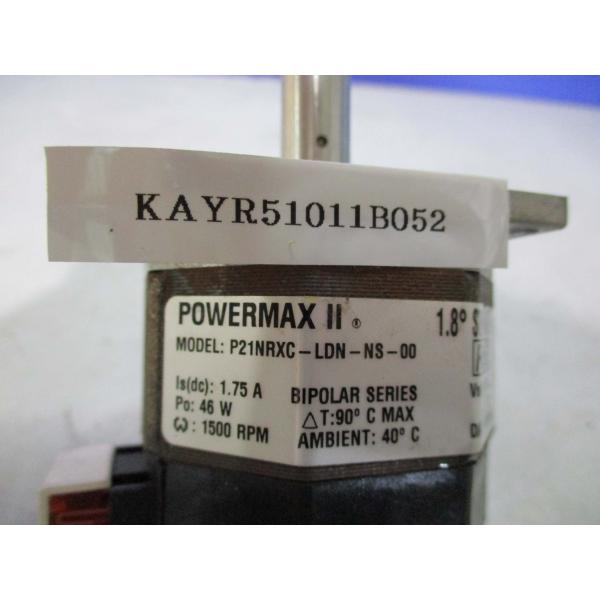 KAYR51011B052
POWERMAX II ® 1.8° S
MODEL: P21NRXC-LDN-NS-00
Is(dc): 1.75 A BIPOLAR SERIES
Po: 46 W △T:90° C MAX
ω: 1500 RPM AMBIENT: 40° C